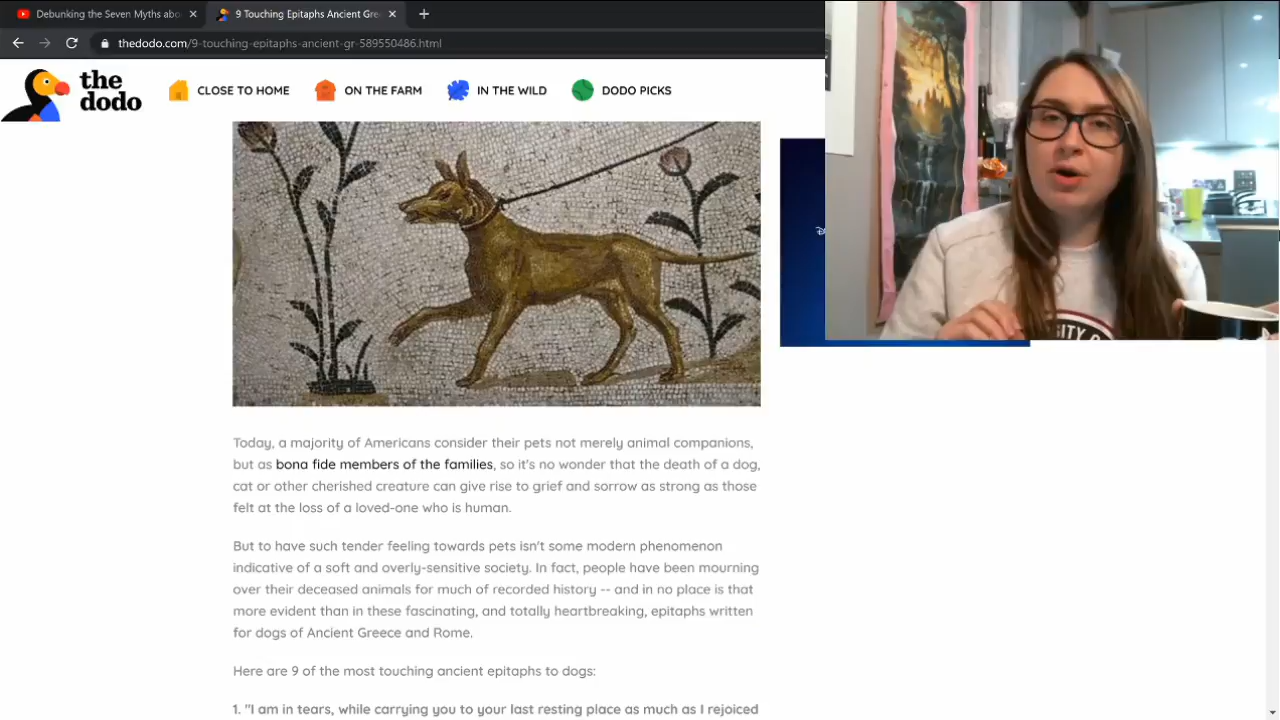 Debunking the Seven Myths abo
9 Touching Epitaphs Ancient Gre
thedodo.com/9-touching-epitaphs-ancient-gr-589550486.html
the dodo
CLOSE TO HOME
ON THE FARM
IN THE WILD
DODO PICKS
Today, a majority of Americans consider their pets not merely animal companions,
but as bona fide members of the families, so it's no wonder that the death of a dog,
cat or other cherished creature can give rise to grief and sorrow as strong as those
felt at the loss of a loved-one who is human.
But to have such tender feeling towards pets isn't some modern phenomenon
indicative of a soft and overly-sensitive society. In fact, people have been mourning
over their deceased animals for much of recorded history -- and in no place is that
more evident than in these fascinating, and totally heartbreaking, epitaphs written
for dogs of Ancient Greece and Rome.
Here are 9 of the most touching ancient epitaphs to dogs:
1. "I am in tears, while carrying you to your last resting place as much as I rejoiced